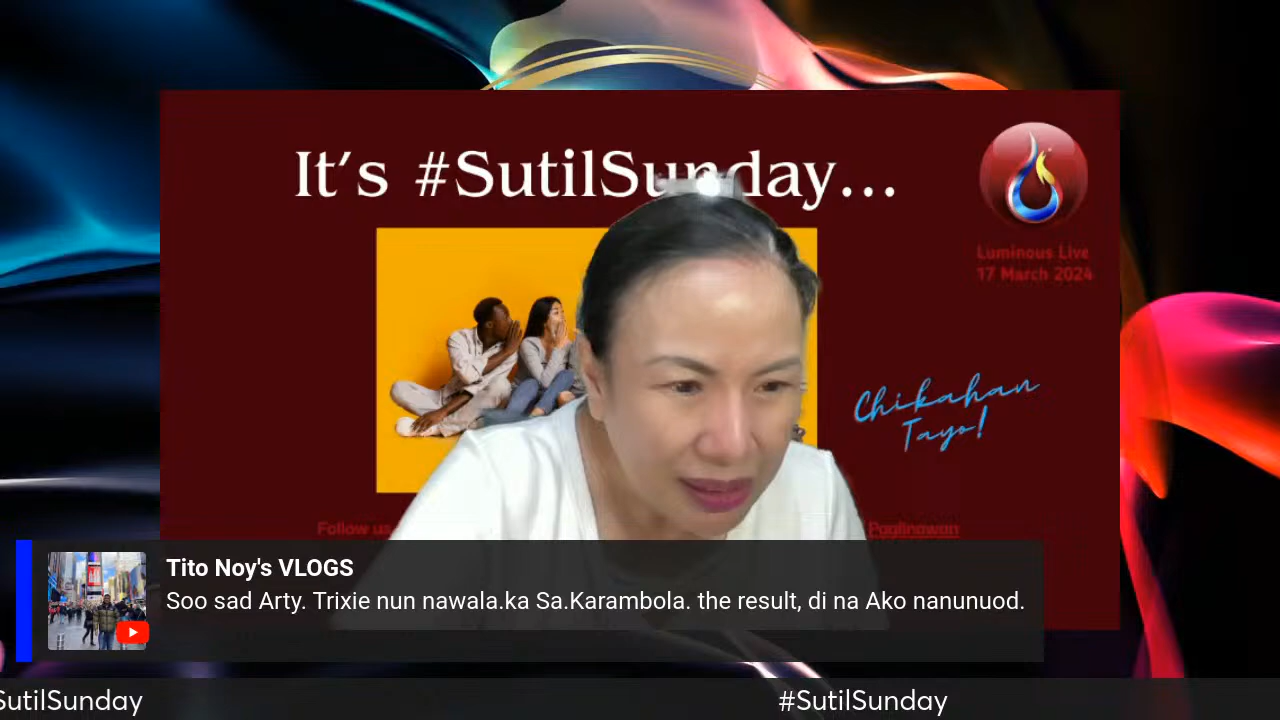 It's #SutilSunday...
Luminous Live
17 March 2024
Chikahan
Tayo!
Follow us
Paglinawan
Tito Noy's VLOGS
Soo sad Arty. Trixie nun nawala.ka Sa.Karambola. the result, di na Ako nanunuod.
SutilSunday
#SutilSunday